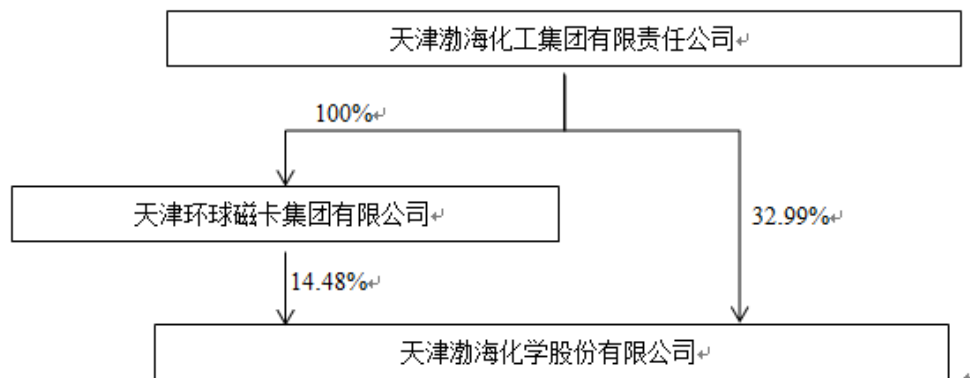 天津渤海化工集团有限责任公司
100%
天津环球磁卡集团有限公司
32.99%
14.48%
天津渤海化学股份有限公司